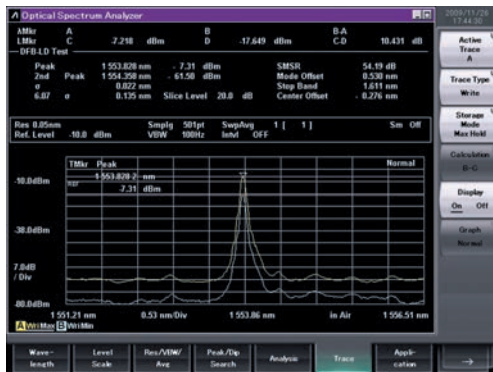 Optical Spectrum Analyzer
2009/11/26
17:44:30
λMkr A B B-A
LMkr C -7.218 dBm D -17.649 dBm C-D 10.431 dB
DFB-LD Test
Peak 1 553.828 nm - 7.31 dBm SMSR 54.19 dB
2nd Peak 1 554.358 nm - 61.50 dBm Mode Offset 0.530 nm
σ 0.022 nm Stop Band 1.611 nm
6.07 σ 0.135 nm Slice Level 20.0 dB Center Offset - 0.276 nm
Res 0.05nm Smplg 501pt SwpAvg 1 [ 1] Sm Off
Ref. Level -10.0 dBm VBW 100Hz Intvl OFF
TMkr Peak Normal
1 553.828 2 nm
-7.31 dBm
-10.0dBm
-38.0dBm
7.0dB
/ Div
-80.0dBm
1 551.21 nm 0.53 nm/Div 1 553.86 nm in Air 1 556.51 nm
A WriMax B WriMin
Active
Trace
A
Trace Type
Write
Storage
Mode
Max Hold
Calculation
B-C
Display
On Off
Graph
Normal
Wave-
length
Level
Scale
Res/VBW/
Avg
Peak/Dip
Search
Analysis
Trace
Appli-
cation
→